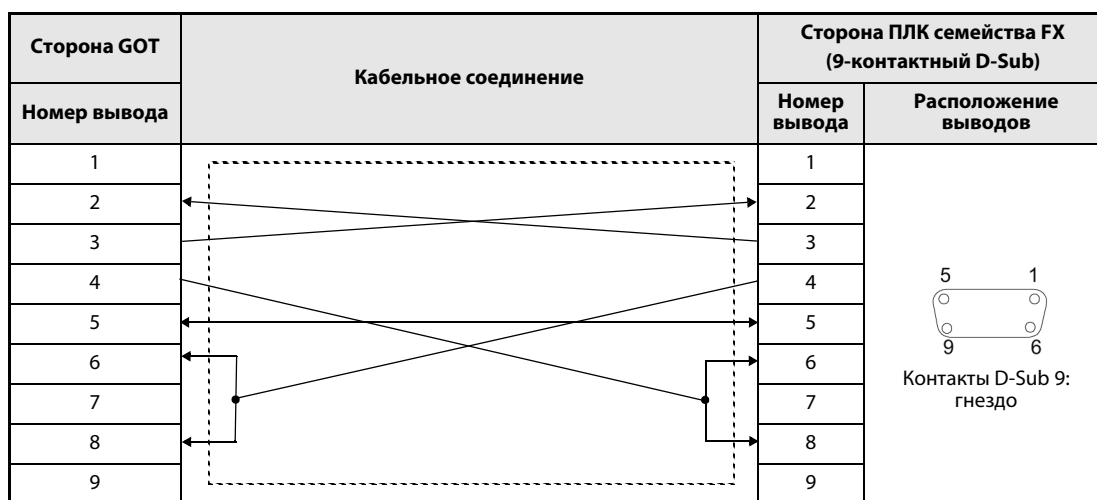 Сторона GOT
Кабельное соединение
Сторона ПЛК семейства FX
(9-контактный D-Sub)
Номер вывода
Номер
вывода
Расположение
выводов
1
1
2
2
3
3
4
4
5
5
6
6
7
7
8
8
9
9
5 1
9 6
Контакты D-Sub 9:
гнездо